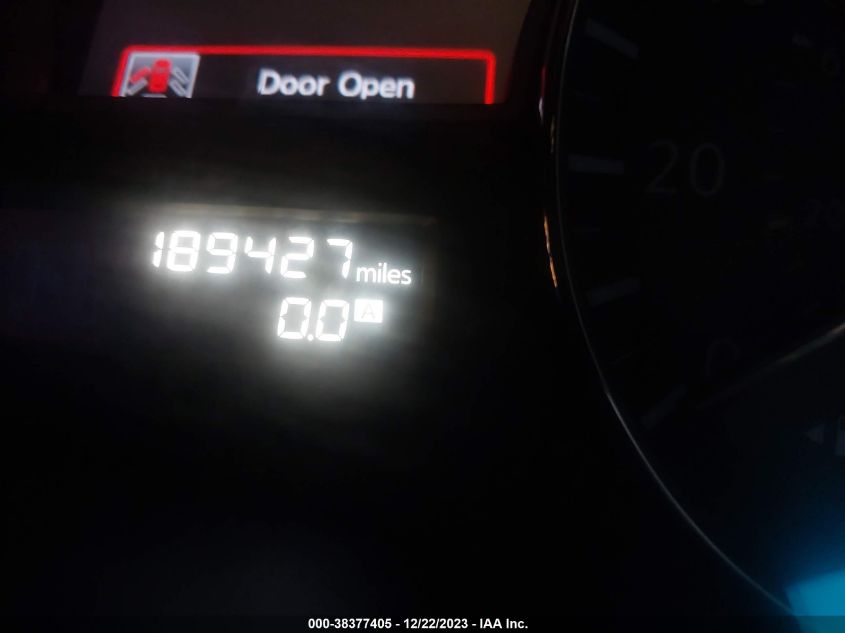 Door Open
20
189427 miles
0.0 A
000-38377405 - 12/22/2023 - IAA Inc.